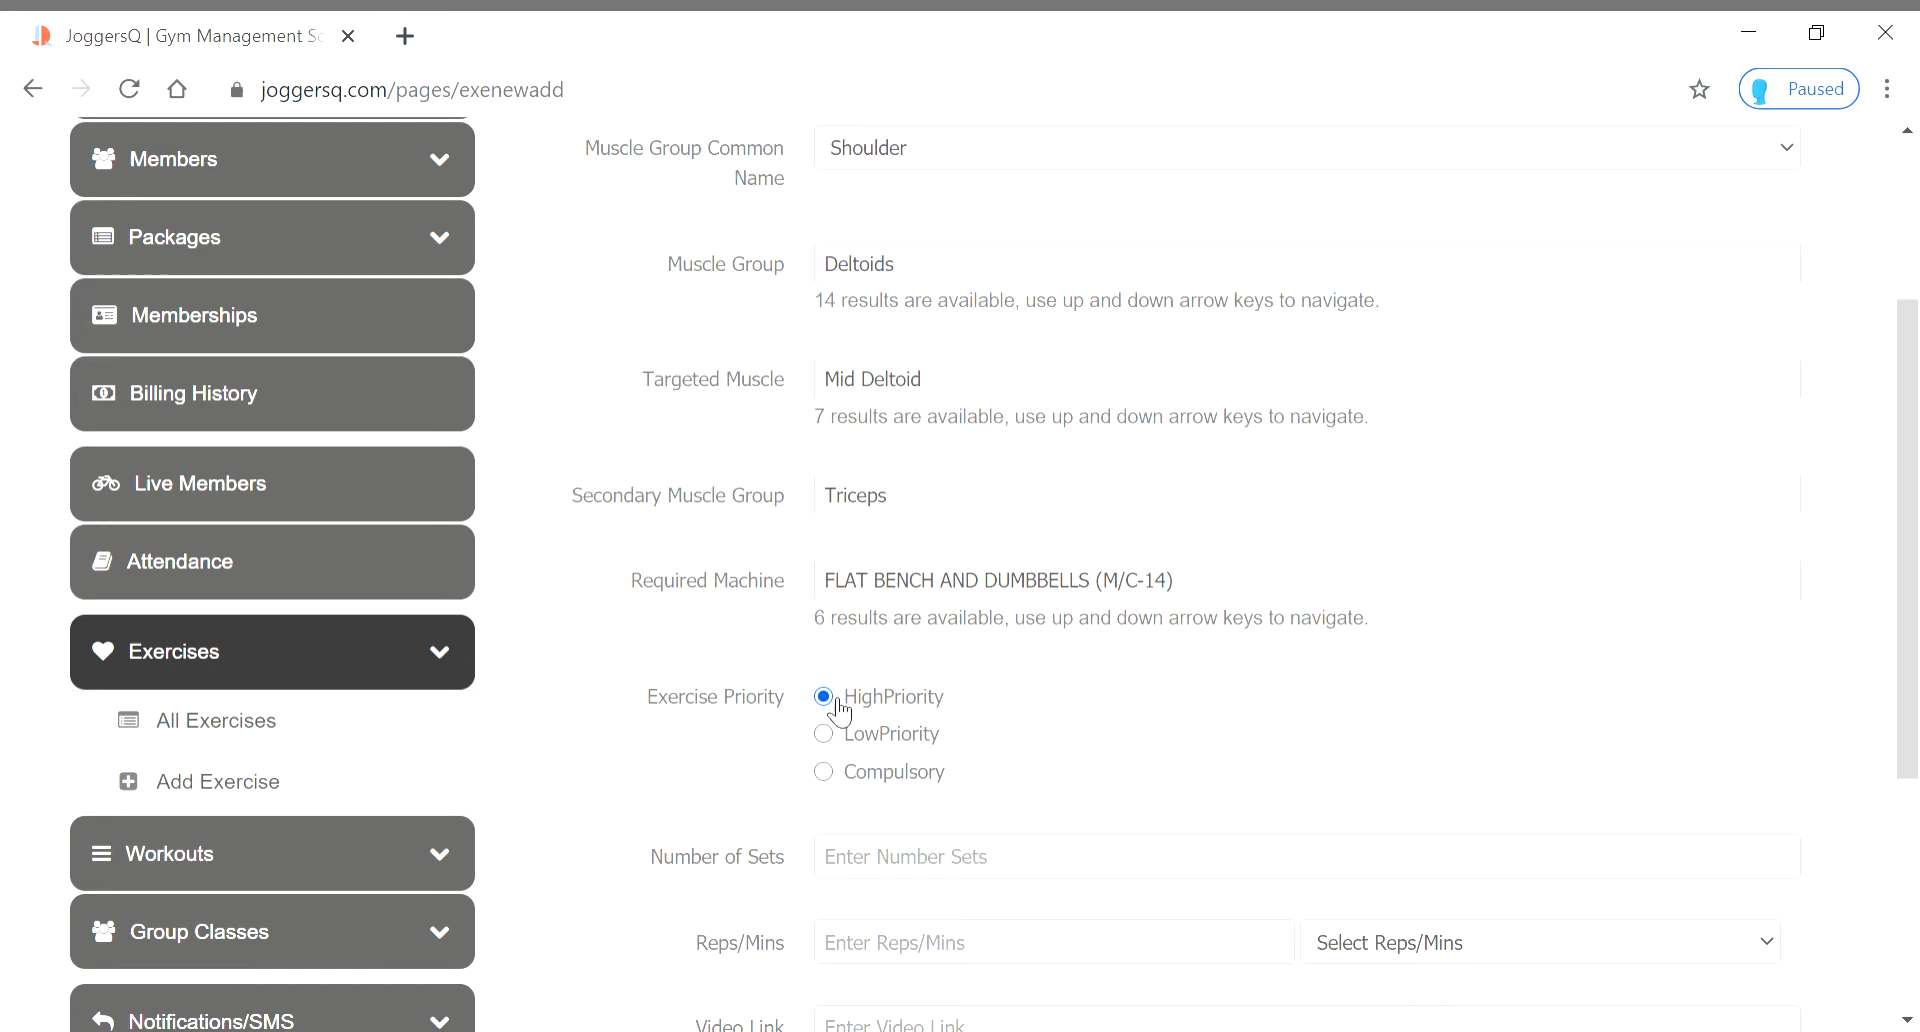 JoggersQ | Gym Management
joggersq.com/pages/exenewadd
Paused
Members
Packages
Memberships
Billing History
Live Members
Attendance
Exercises
All Exercises
Add Exercise
Workouts
Group Classes
Notifications/SMS
Muscle Group Common
Name
Shoulder
Muscle Group
Deltoids
14 results are available, use up and down arrow keys to navigate.
Targeted Muscle
Mid Deltoid
7 results are available, use up and down arrow keys to navigate.
Secondary Muscle Group
Triceps
Required Machine
FLAT BENCH AND DUMBBELLS (M/C-14)
6 results are available, use up and down arrow keys to navigate.
Exercise Priority
HighPriority
LowPriority
Compulsory
Number of Sets
Enter Number Sets
Reps/Mins
Enter Reps/Mins
Select Reps/Mins
Video Link
Enter Video Link